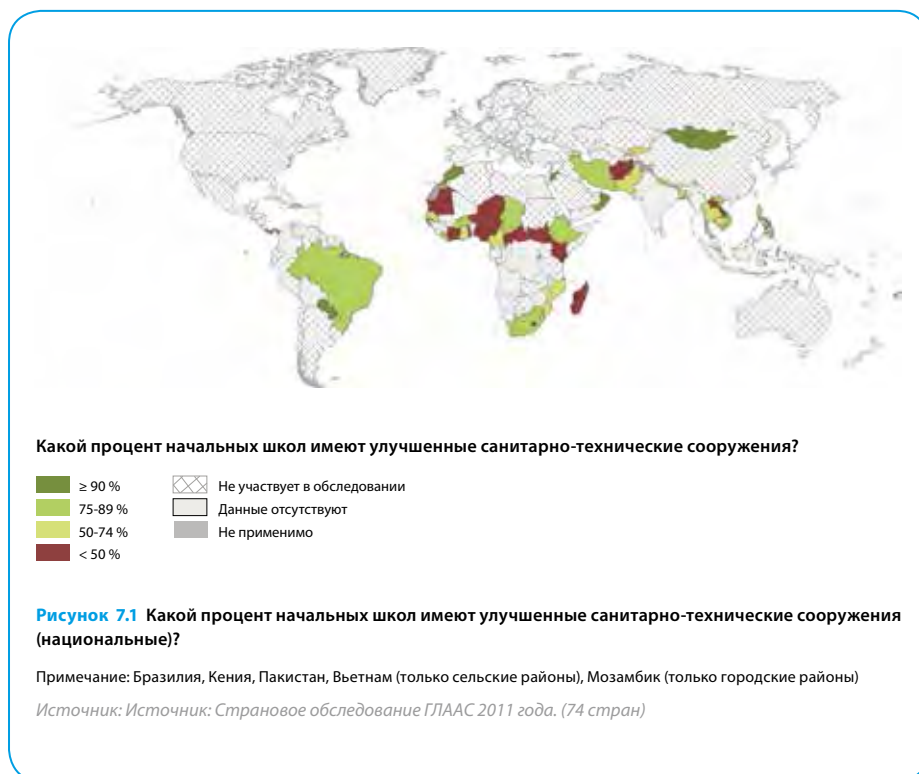 Какой процент начальных школ имеют улучшенные санитарно-технические сооружения?
≥ 90 %
75-89 %
50-74 %
< 50 %
Не участвует в обследовании
Данные отсутствуют
Не применимо
Рисунок 7.1 Какой процент начальных школ имеют улучшенные санитарно-технические сооружения
(национальные)?
Примечание: Бразилия, Кения, Пакистан, Вьетнам (только сельские районы), Мозамбик (только городские районы)
Источник: Источник: Страновое обследование ГЛААС 2011 года. (74 стран)